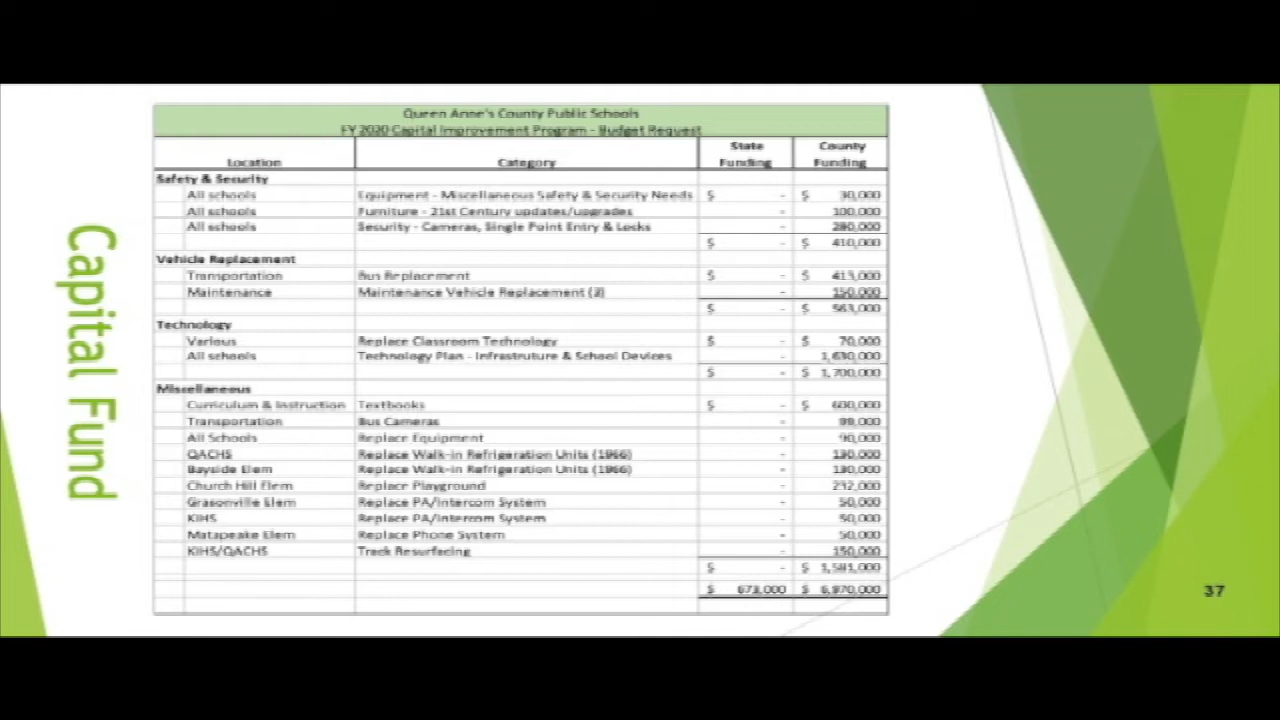 Capital Fund
Queen Anne's County Public Schools
FY 2020 Capital Improvement Program - Budget Request
Location Category State Funding County Funding
Safety & Security
All schools Equipment - Miscellaneous Safety & Security Needs $ - $ 30,000
All schools Furniture - 21st Century updates/upgrades - 100,000
All schools Security - Cameras, Single Point Entry & Locks - 280,000
$ - $ 410,000
Vehicle Replacement
Transportation Bus Replacement $ - $ 413,000
Maintenance Maintenance Vehicle Replacement (3) - 150,000
$ - $ 563,000
Technology
Various Replace Classroom Technology $ - $ 70,000
All schools Technology Plan - Infrastruture & School Devices - 1,630,000
$ - $ 1,700,000
Miscellaneous
Curriculum & Instruction Textbooks $ - $ 600,000
Transportation Bus Cameras - 99,000
All Schools Replace Equipment - 90,000
QACHS Replace Walk-in Refrigeration Units (1966) - 130,000
Bayside Elem Replace Walk-in Refrigeration Units (1966) - 130,000
Church Hill Elem Replace Playground - 232,000
Grasonville Elem Replace PA/Intercom System - 50,000
KIHS Replace PA/Intercom System - 50,000
Matapeake Elem Replace Phone System - 50,000
KIHS/QACHS Track Resurfacing - 150,000
$ - $
$ 673,000 $
37